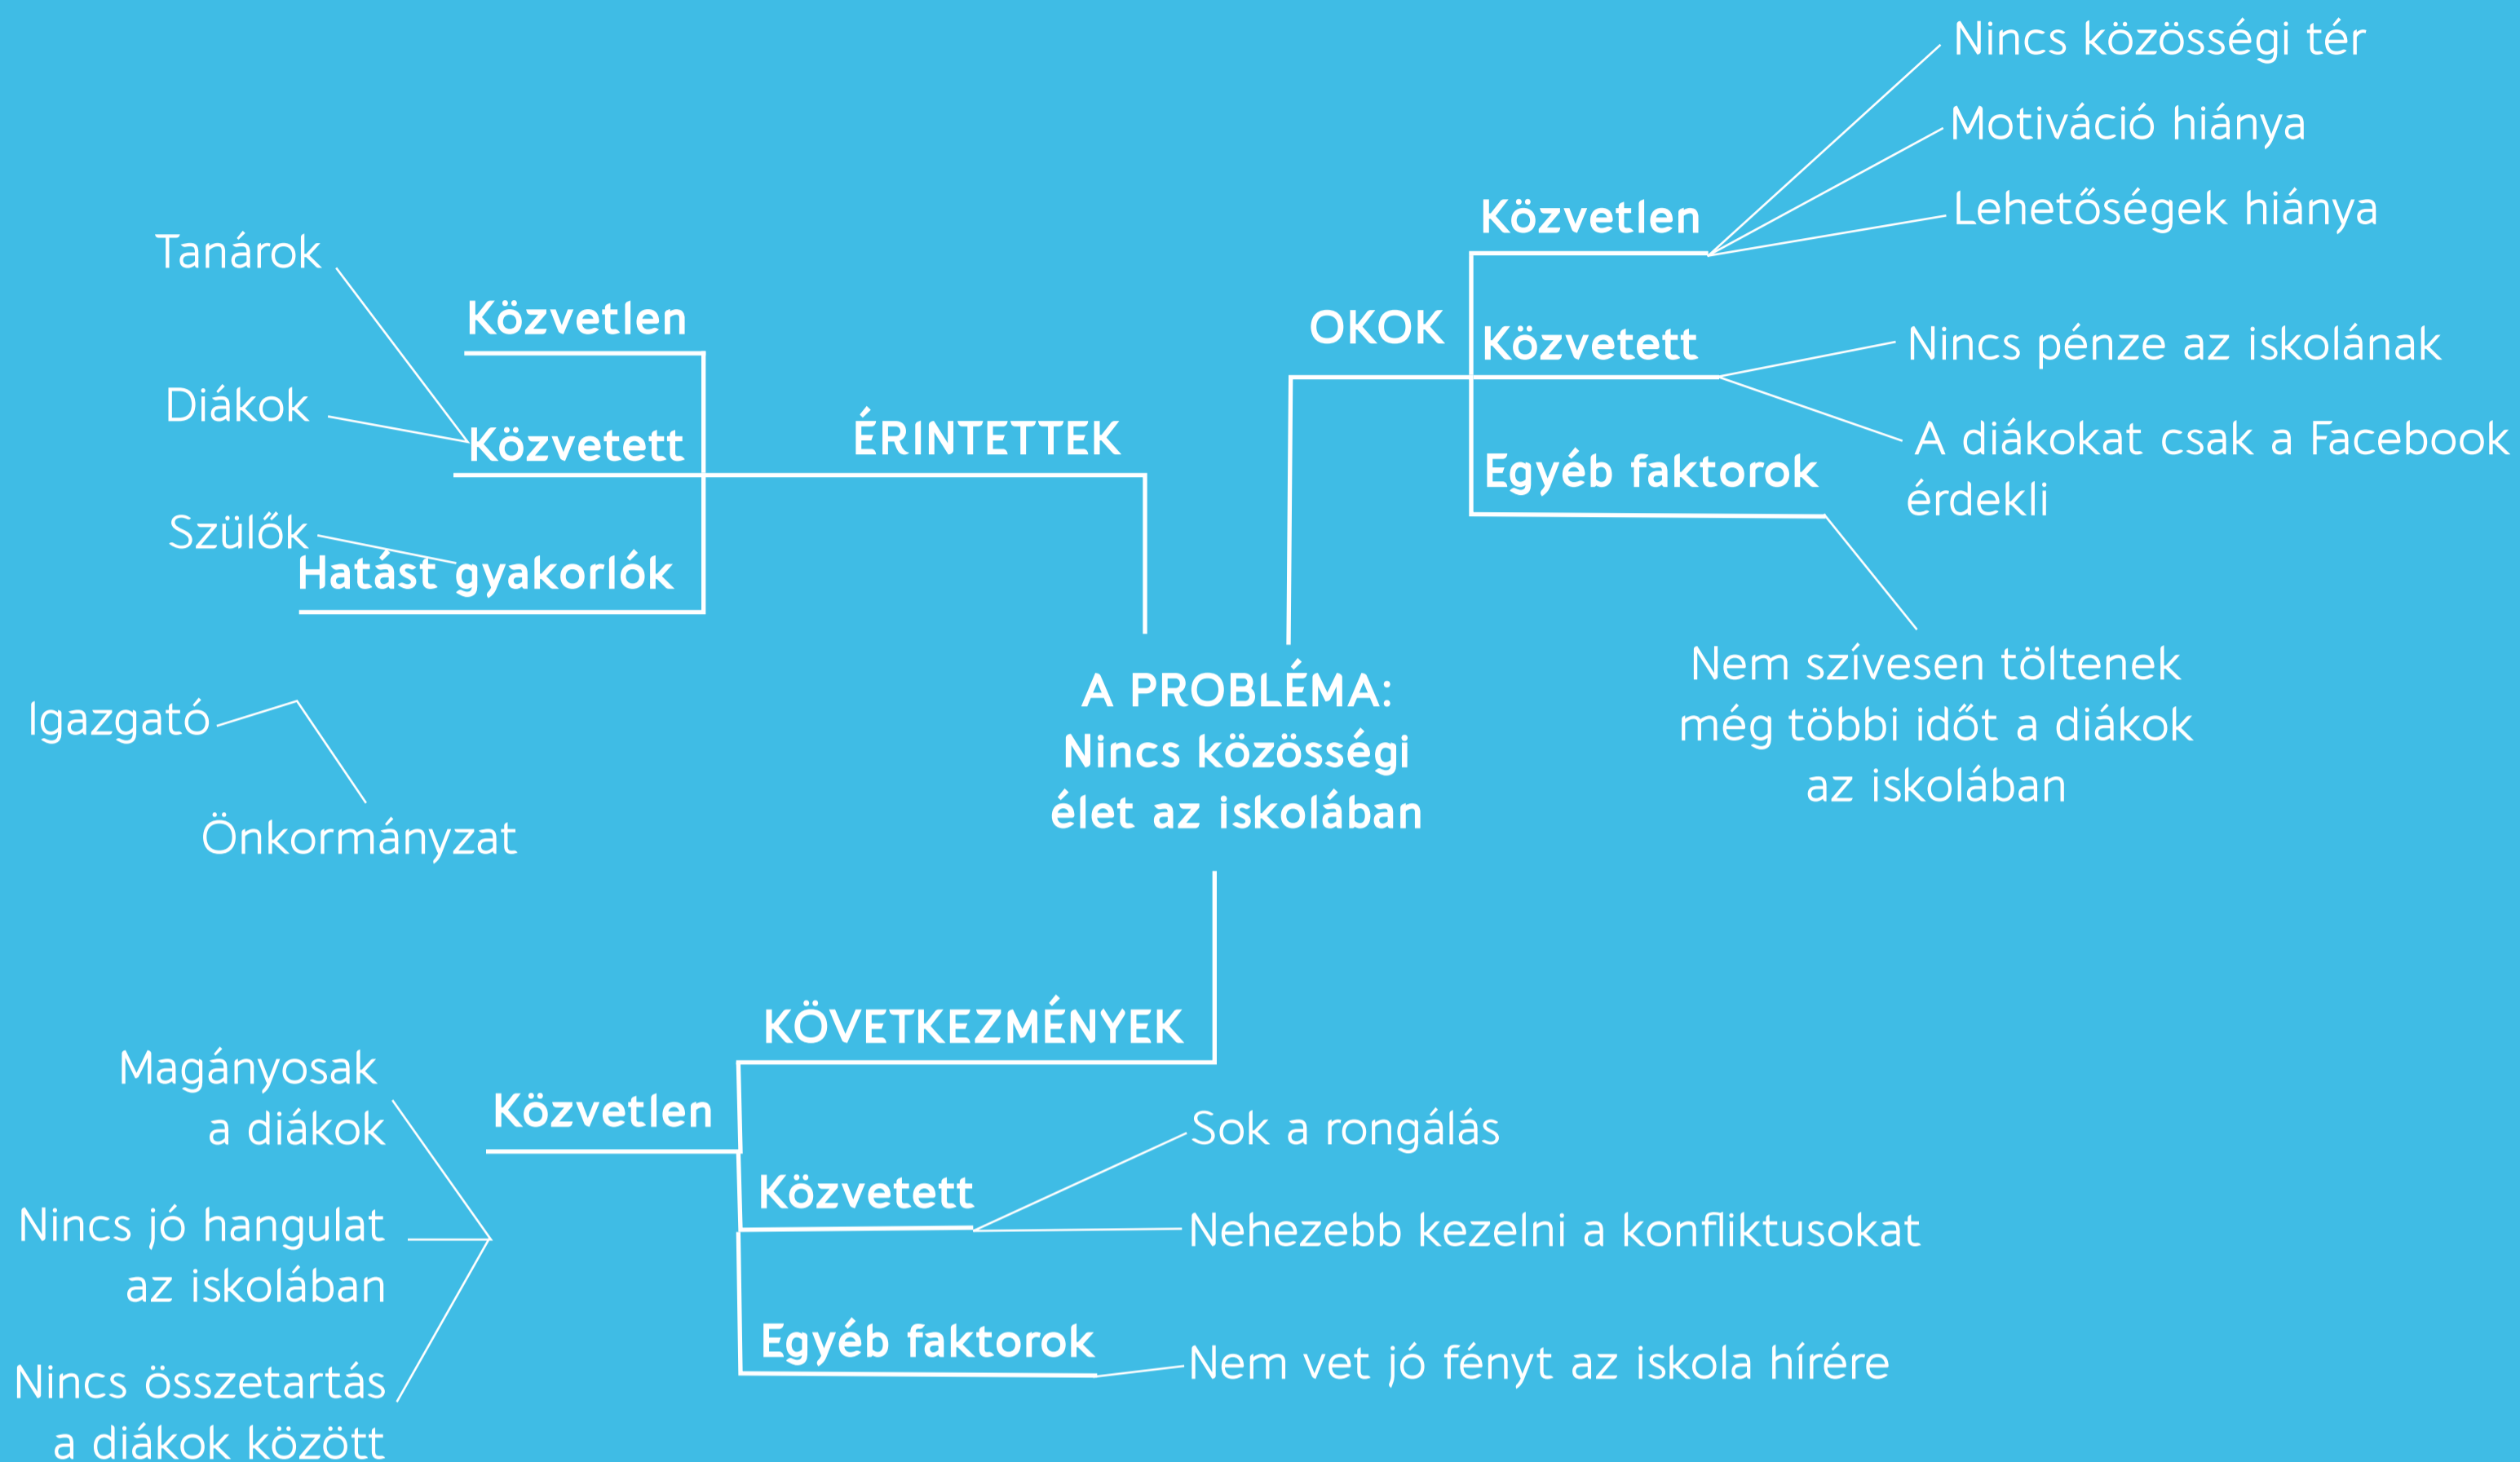 Nincs közösségi tér
Motiváció hiánya
Lehetőségek hiánya
Közvetlen
OKOK
Közvetett
Nincs pénze az iskolának
A diákokat csak a Facebook
érdekli
Egyéb faktorok
Nem szívesen töltenek
még többi időt a diákok
az iskolában
Tanárok
Közvetlen
Diákok
Közvetett
ÉRINTETTEK
Szülők
Hatást gyakorlók
Igazgató
Önkormányzat
A PROBLÉMA:
Nincs közösségi
élet az iskolában
KÖVETKEZMÉNYEK
Közvetlen
Magányosak
a diákok
Nincs jó hangulat
az iskolában
Nincs összetartás
a diákok között
Közvetett
Sok a rongálás
Nehezebb kezelni a konfliktusokat
Egyéb faktorok
Nem vet jó fényt az iskola hírére